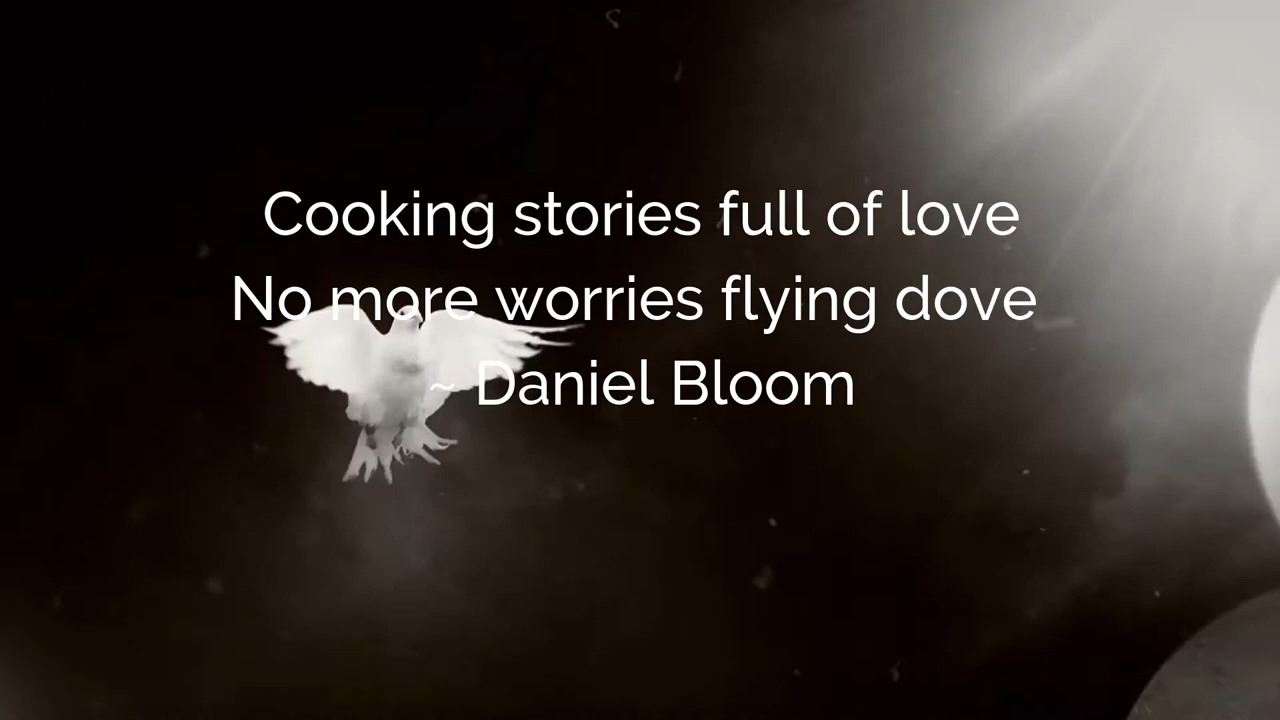 Cooking stories full of love
No more worries flying dove
~ Daniel Bloom